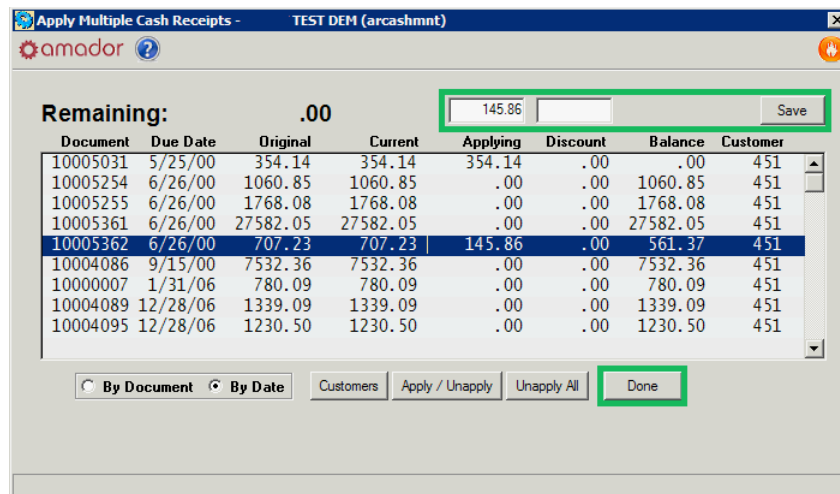 Apply Multiple Cash Receipts - TEST DEM (arcashmnt)
amador ?
Remaining: .00 145.86 Save
Document Due Date Original Current Applying Discount Balance Customer
10005031 5/25/00 354.14 354.14 354.14 .00 .00 451
10005254 6/26/00 1060.85 1060.85 .00 .00 1060.85 451
10005255 6/26/00 1768.08 1768.08 .00 .00 1768.08 451
10005361 6/26/00 27582.05 27582.05 .00 .00 27582.05 451
10005362 6/26/00 707.23 707.23 145.86 .00 561.37 451
10004086 9/15/00 7532.36 7532.36 .00 .00 7532.36 451
10000007 1/31/06 780.09 780.09 .00 .00 780.09 451
10004089 12/28/06 1339.09 1339.09 .00 .00 1339.09 451
10004095 12/28/06 1230.50 1230.50 .00 .00 1230.50 451
By Document By Date Customers Apply / Unapply Unapply All Done